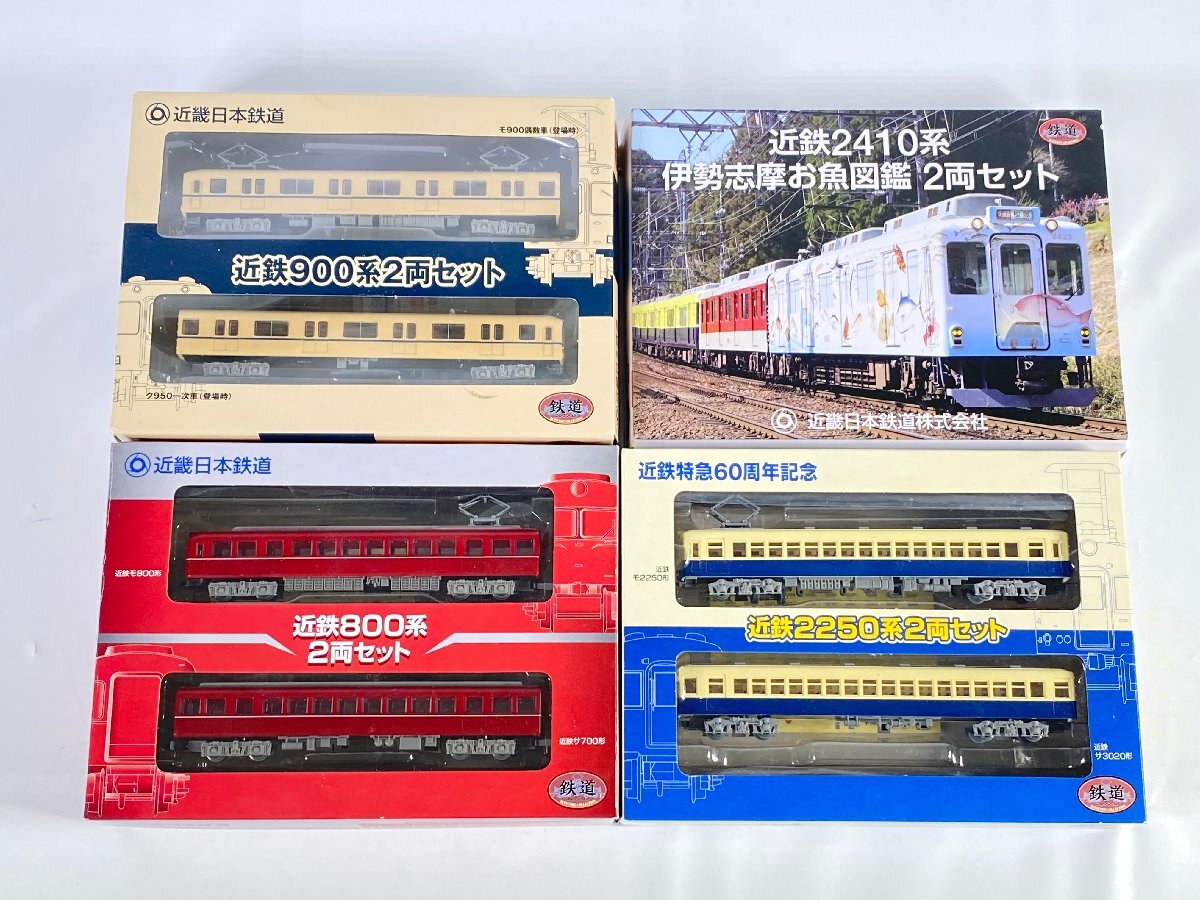 近畿日本鉄道
モ900偶数車(登場時)
近鉄900系2両セット
ク950一次車(登場時)
鉄道
近鉄2410系
伊勢志摩お魚図鑑 2両セット
鉄道
近畿日本鉄道株式会社
近畿日本鉄道
近鉄モ800形
近鉄800系
2両セット
近鉄サ700形
鉄道
近鉄特急60周年記念
近鉄
モ2250形
近鉄2250系2両セット
近鉄
サ3020形
鉄道